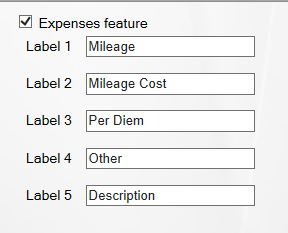 Expenses feature
Label 1 Mileage
Label 2 Mileage Cost
Label 3 Per Diem
Label 4 Other
Label 5 Description